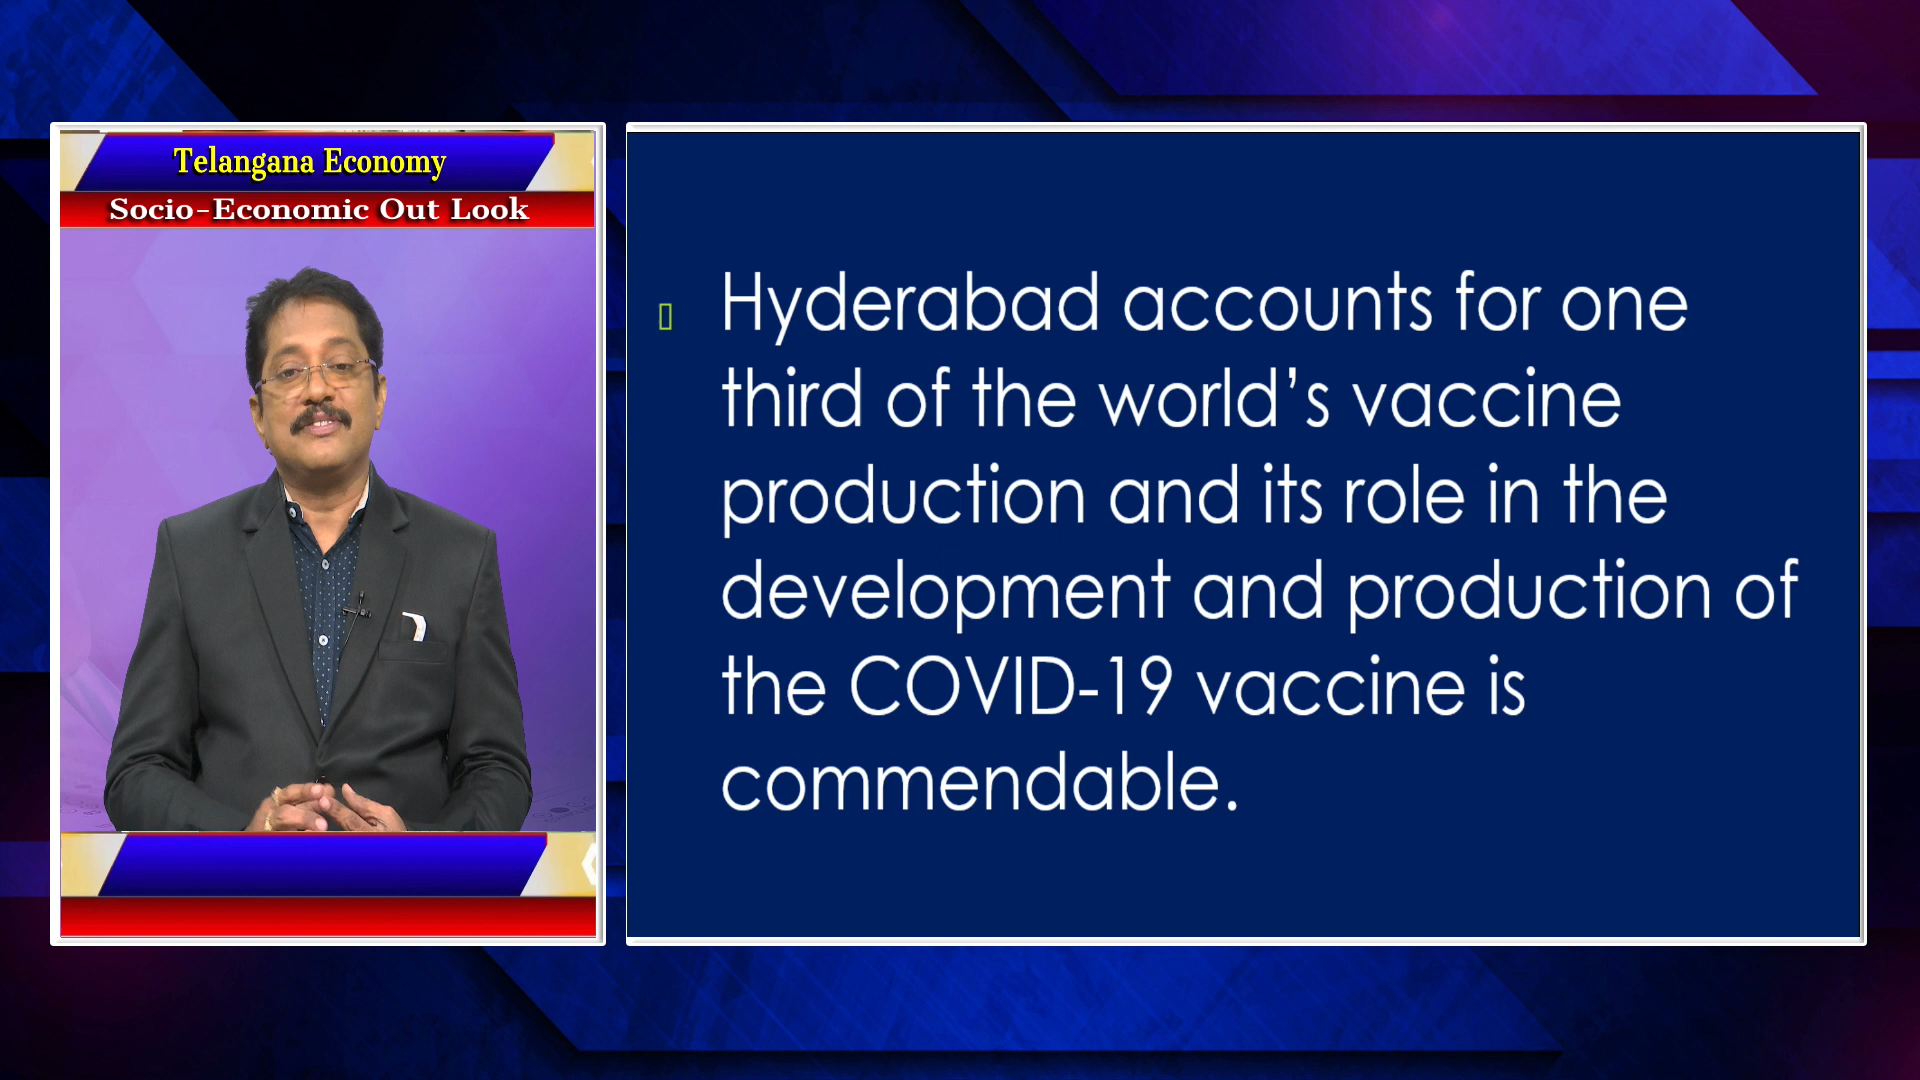 Telangana Economy
Socio-Economic Out Look
Hyderabad accounts for one
third of the world’s vaccine
production and its role in the
development and production of
the COVID-19 vaccine is
commendable.